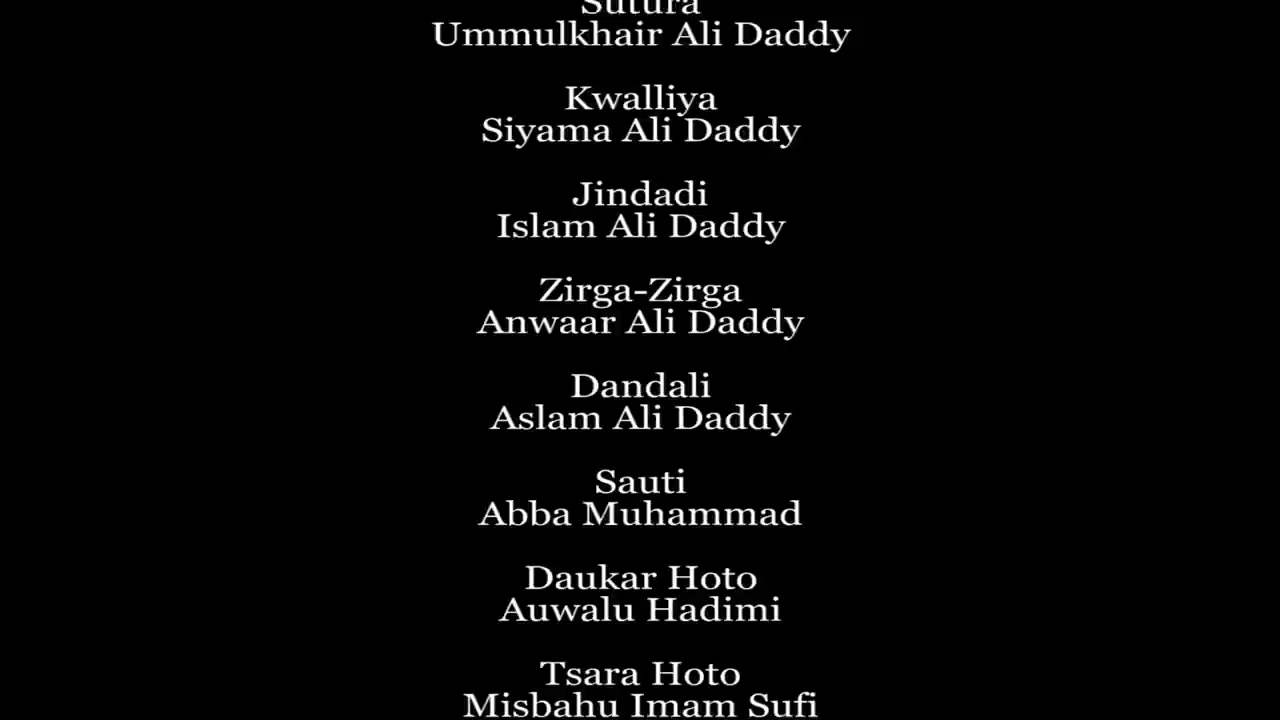 Sutura
Ummulkhair Ali Daddy
Kwalliya
Siyama Ali Daddy
Jindadi
Islam Ali Daddy
Zirga-Zirga
Anwaar Ali Daddy
Dandali
Aslam Ali Daddy
Sauti
Abba Muhammad
Daukar Hoto
Auwalu Hadimi
Tsara Hoto
Misbahu Imam Sufi